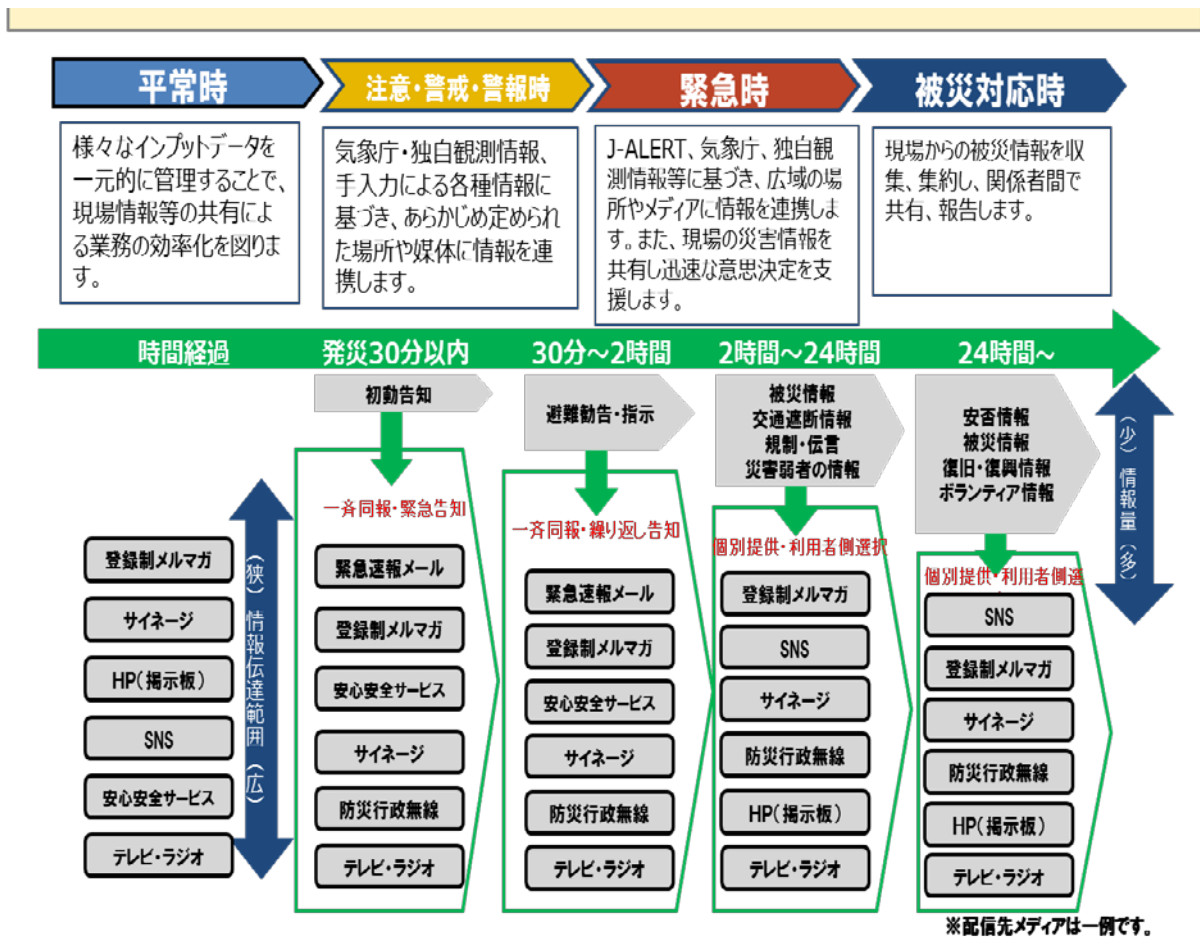 平常時
注意・警戒・警報時
緊急時
被災対応時
様々なインプットデータを
一元的に管理することで、
現場情報等の共有によ
る業務の効率化を図りま
す。
気象庁・独自観測情報、
手入力による各種情報に
基づき、あらかじめ定められ
た場所や媒体に情報を連
携します。
J-ALERT、気象庁、独自観
測情報等に基づき、広域の場
所やメディアに情報を連携しま
す。また、現場の災害情報を
共有し迅速な意思決定を支
援します。
現場からの被災情報を収
集、集約し、関係者間で
共有、報告します。
時間経過
発災30分以内
30分～2時間
2時間～24時間
24時間～
初動告知
避難勧告・指示
被災情報
交通遮断情報
規制・伝言
災害弱者の情報
安否情報
被災情報
復旧・復興情報
ボランティア情報
（少）情報量（多）
登録制メルマガ
サイネージ
HP（掲示板）
SNS
安心安全サービス
テレビ・ラジオ
（狭）情報伝達範囲（広）
一斉同報・緊急告知
緊急速報メール
登録制メルマガ
安心安全サービス
サイネージ
防災行政無線
テレビ・ラジオ
一斉同報・繰り返し告知
緊急速報メール
登録制メルマガ
安心安全サービス
サイネージ
防災行政無線
テレビ・ラジオ
個別提供・利用者側選択
登録制メルマガ
SNS
サイネージ
防災行政無線
HP（掲示板）
テレビ・ラジオ
個別提供・利用者側選
SNS
登録制メルマガ
サイネージ
防災行政無線
HP（掲示板）
テレビ・ラジオ
※配信先メディアは一例です。